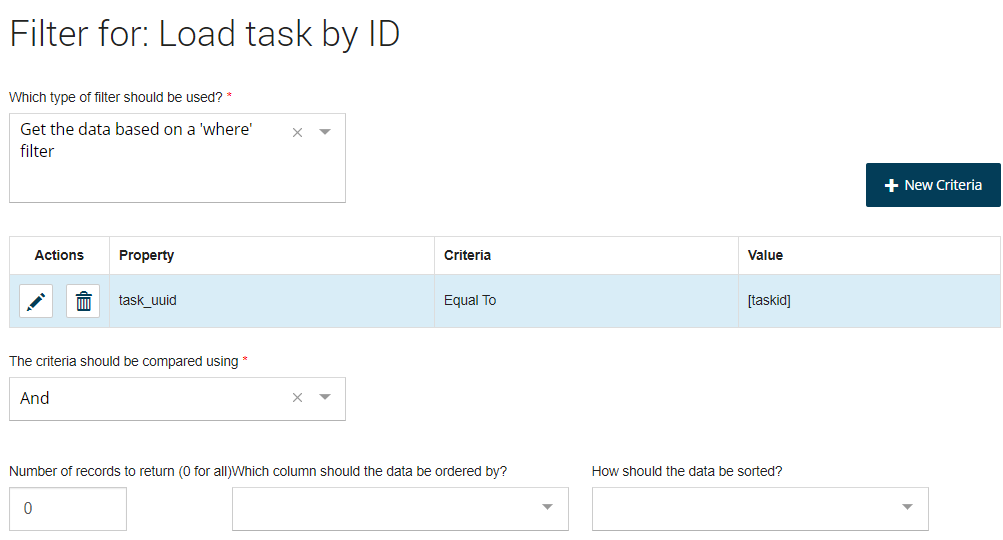 Filter for: Load task by ID
Which type of filter should be used? *
Get the data based on a 'where'
filter
New Criteria
Actions Property Criteria Value
task_uuid Equal To [taskid]
The criteria should be compared using *
And
Number of records to return (0 for all) Which column should the data be ordered by? How should the data be sorted?
0